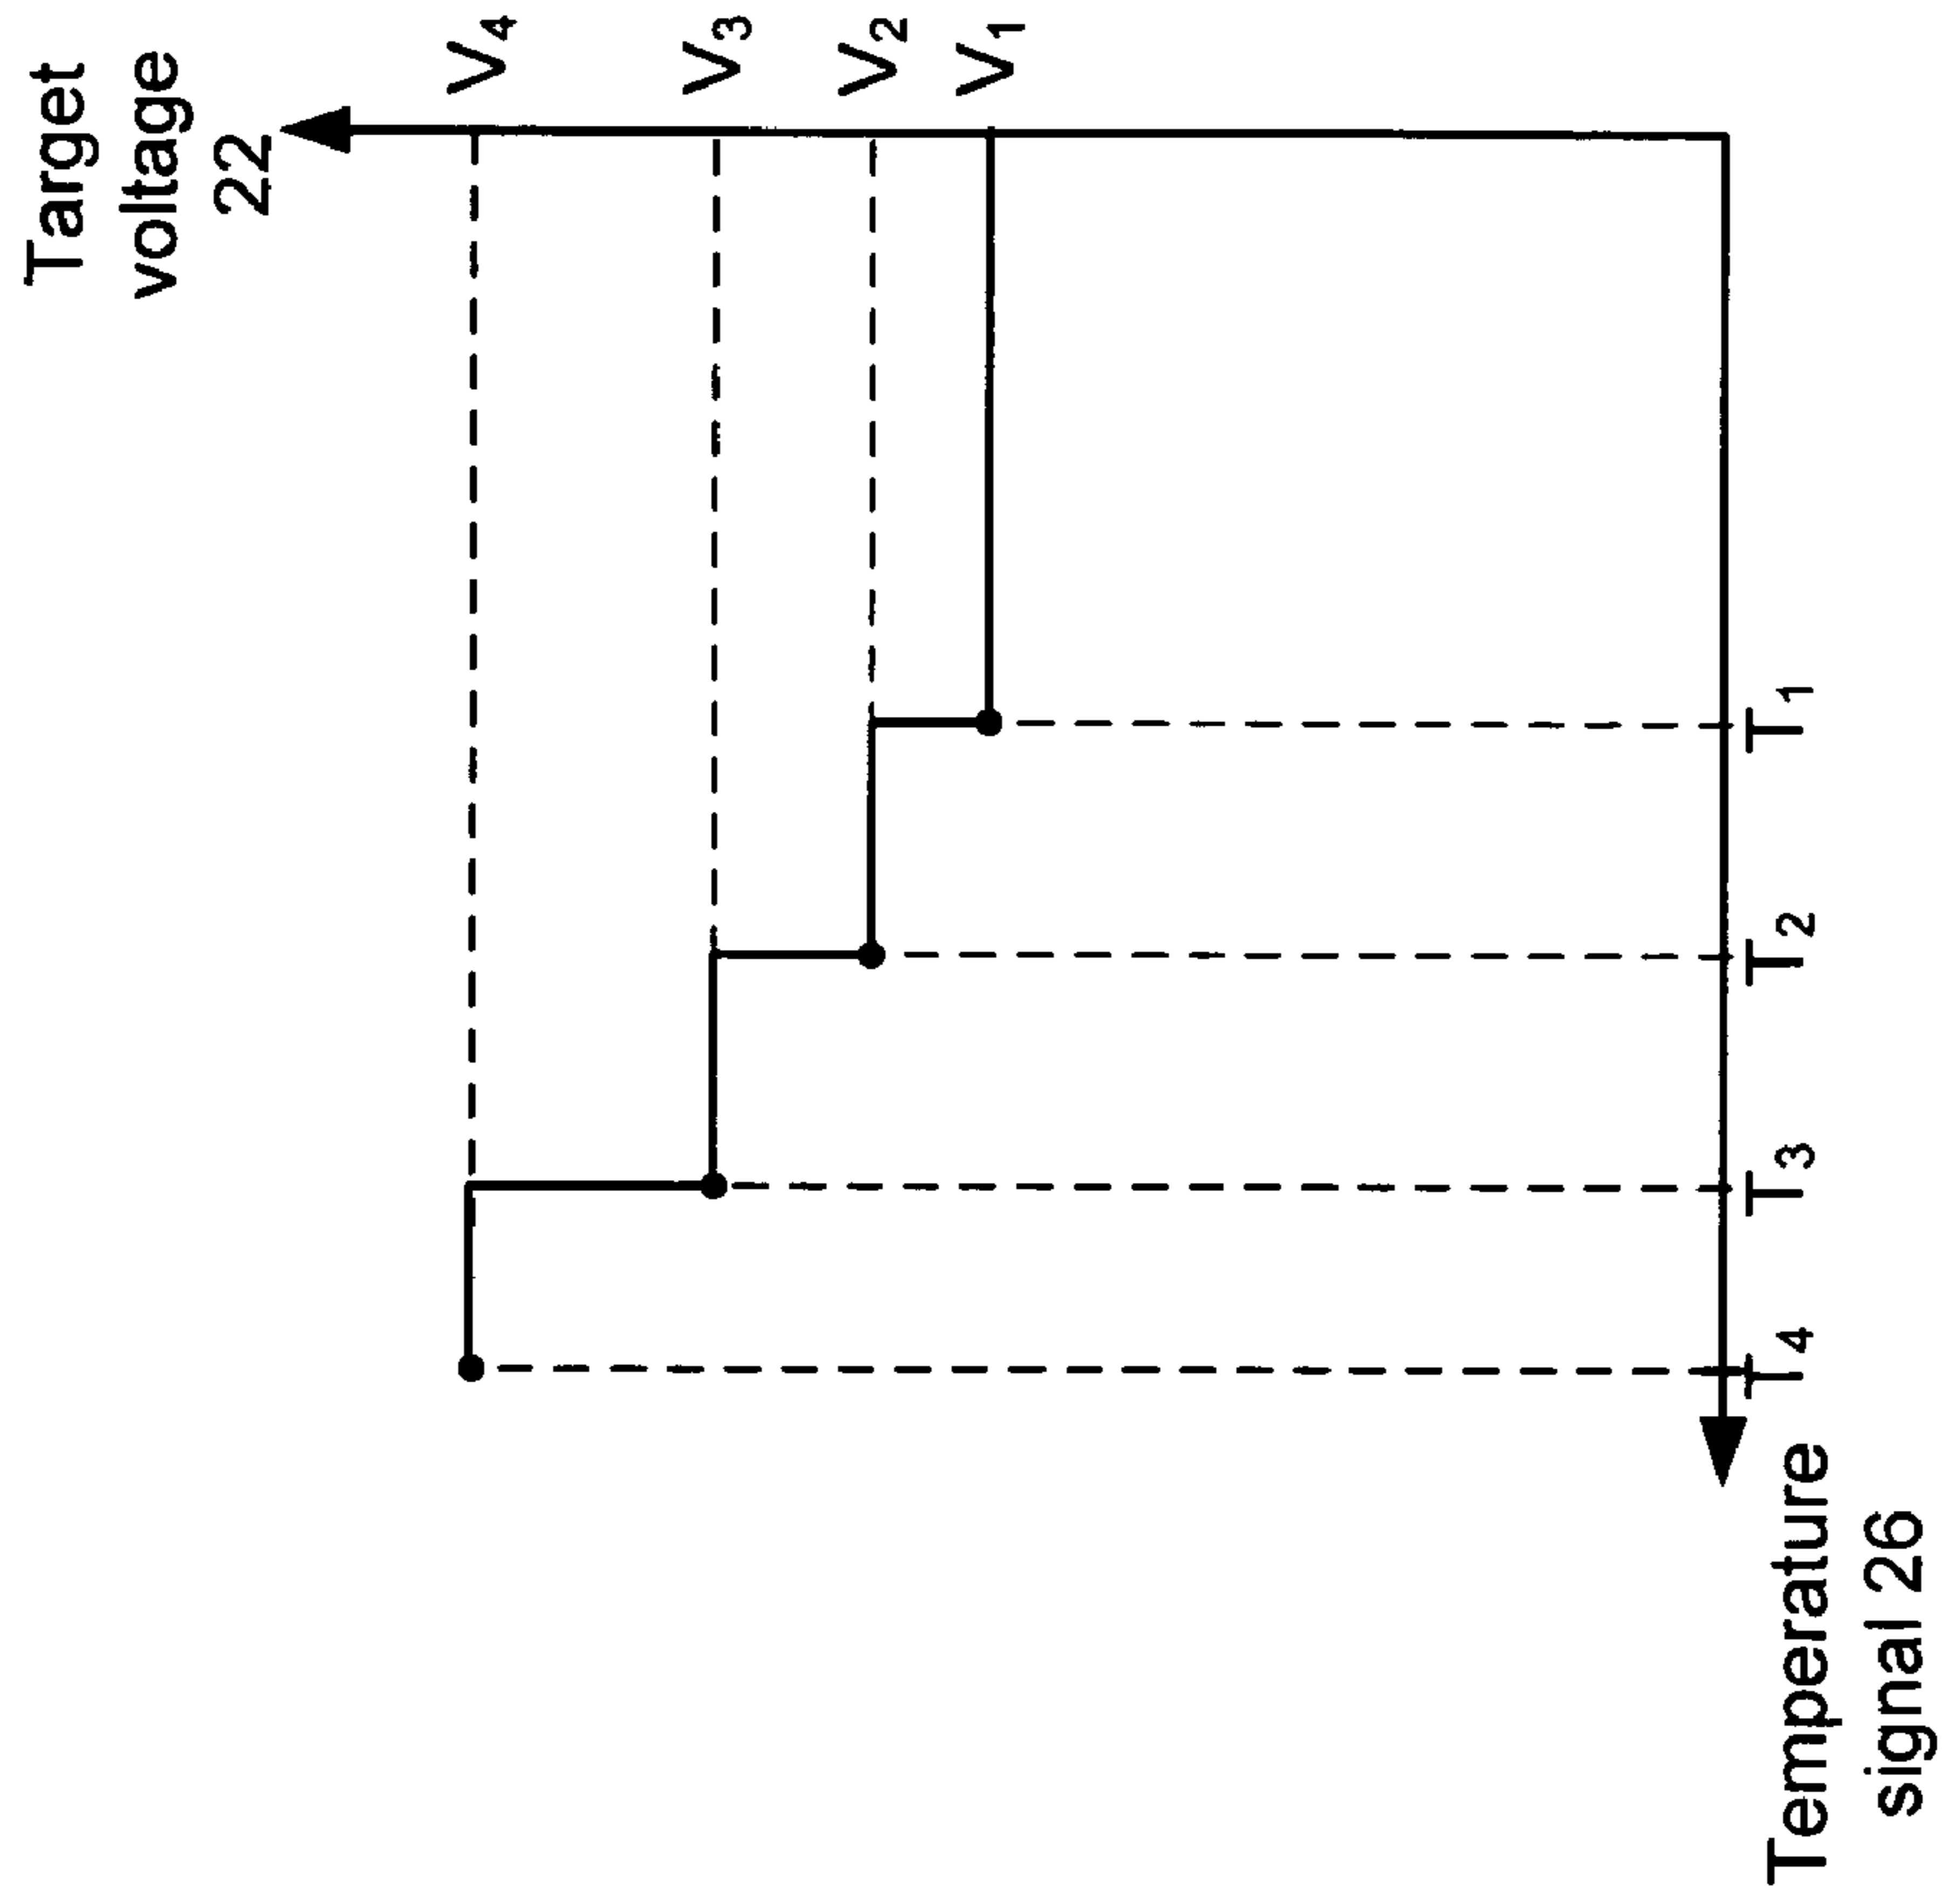 Target
voltage
22
V4
V3
V2
V1
T4
T3
T2
T1
Temperature
signal 26